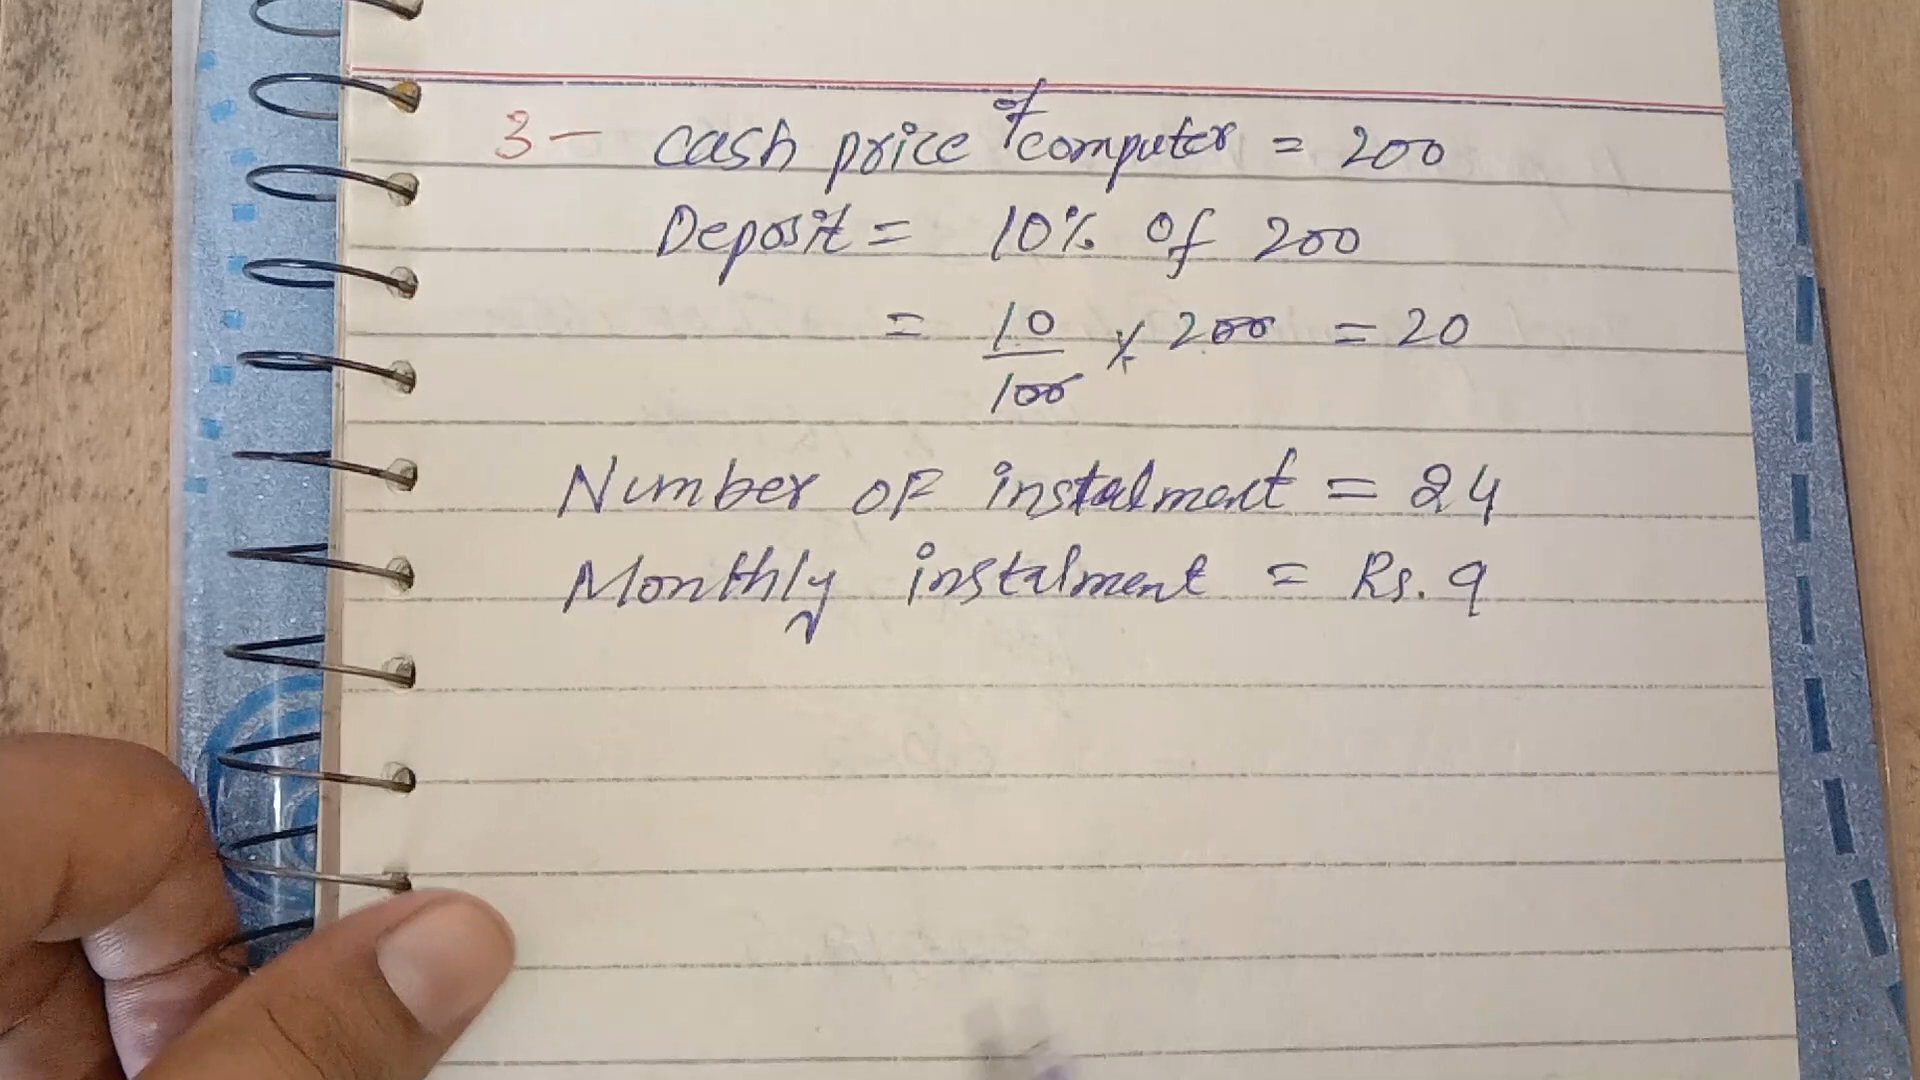 3- Cash price of computer = 200
Deposit = 10% of 200
= 10/100 × 200 = 20
Number of instalment = 24
Monthly instalment = Rs. 9